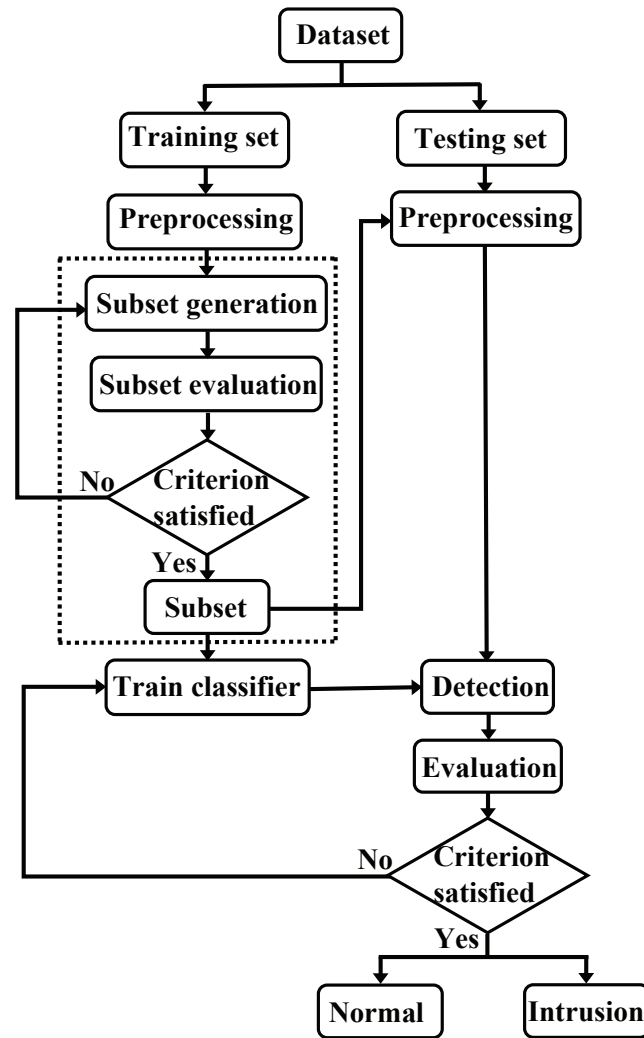 Dataset
Training set
Testing set
Preprocessing
Preprocessing
Subset generation
Subset evaluation
No
Criterion
satisfied
Yes
Subset
Train classifier
Detection
Evaluation
No
Criterion
satisfied
Yes
Normal
Intrusion